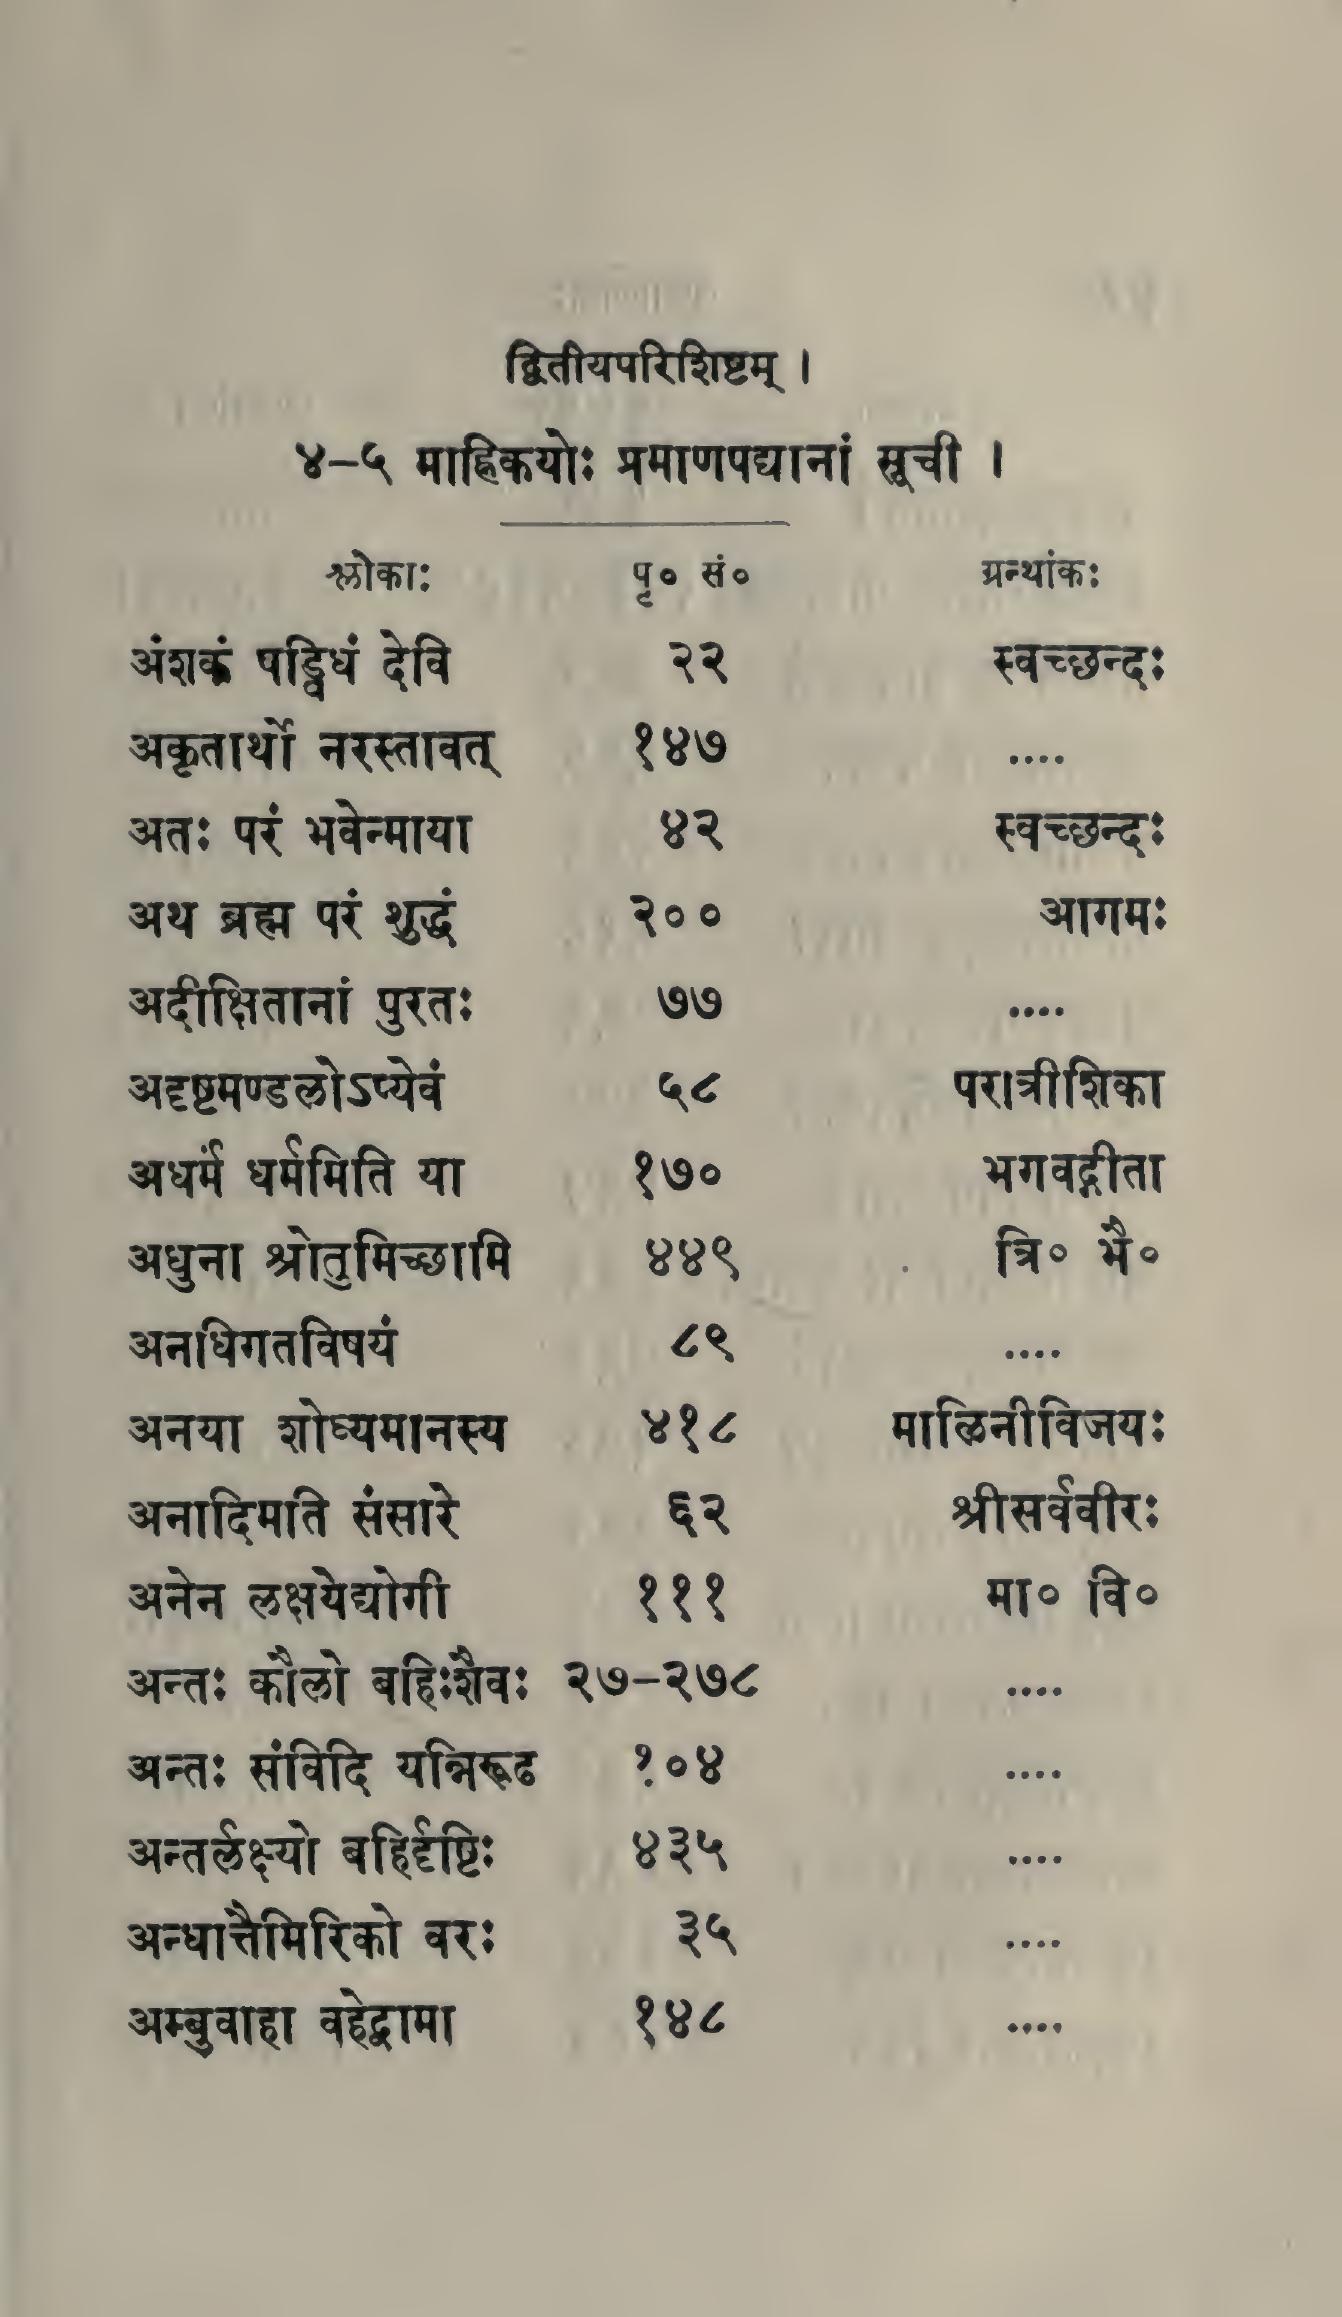 द्वितीयपरिशिष्टम् ।
४–५ माह्निकयोः प्रमाणपद्यानां सूची ।
श्लोकाः पृ० सं० ग्रन्थांकः
अंशकं षड्विधं देवि २२ स्वच्छन्दः
अकृतार्थो नरस्तावत् १४७ ....
अतः परं भवेन्माया ४२ स्वच्छन्दः
अथ ब्रह्म परं शुद्धं २०० आगमः
अदीक्षितानां पुरतः ७७ ....
अदृष्टमण्डलोऽप्येवं ५८ परात्रीशिका
अधर्मं धर्ममिति या १७० भगवद्गीता
अधुना श्रोतुमिच्छामि ४४९ त्रि० भै०
अनधिगतविषयं ८९ ....
अनया शोध्यमानस्य ४१८ मालिनीविजयः
अनादिमति संसारे ६२ श्रीसर्ववीरः
अनेन लक्षयेद्योगी १११ मा० वि०
अन्तः कौलो बहिःशैवः २७–२७८ ....
अन्तः संविदि यन्निरूढ १०४ ....
अन्तर्लक्ष्यो बहिर्दृष्टिः ४३५ ....
अन्धात्तैमिरिको वरः ३५ ....
अम्बुवाहा वहेद्वामा १४८ ....